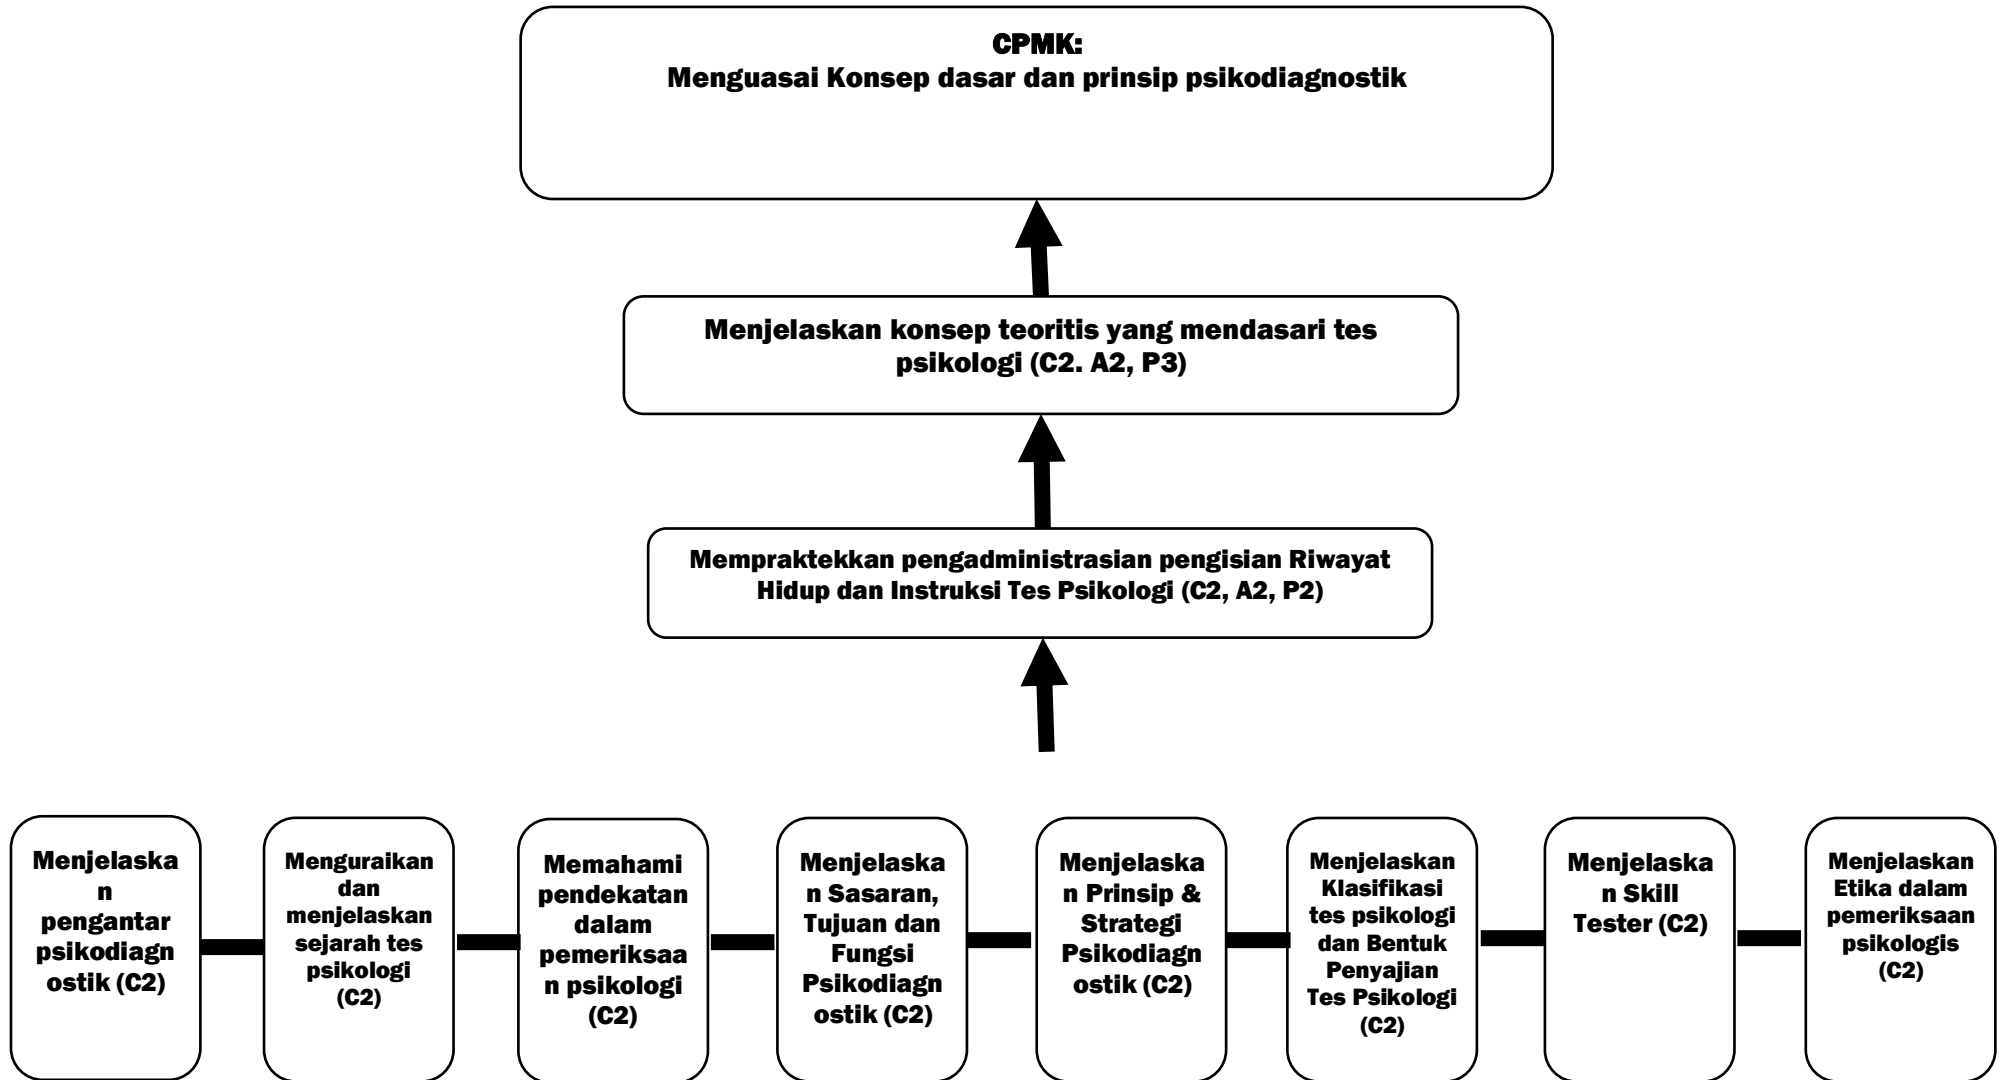 CPMK:
Menguasai Konsep dasar dan prinsip psikodiagnostik
Menjelaskan konsep teoritis yang mendasari tes
psikologi (C2. A2, P3)
Mempraktekkan pengadministrasian pengisian Riwayat
Hidup dan Instruksi Tes Psikologi (C2, A2, P2)
Menjelaska
n
pengantar
psikodiagn
ostik (C2)
Menguraikan
dan
menjelaskan
sejarah tes
psikologi
(C2)
Memahami
pendekatan
dalam
pemeriksaa
n psikologi
(C2)
Menjelaska
n Sasaran,
Tujuan dan
Fungsi
Psikodiagn
ostik (C2)
Menjelaska
n Prinsip &
Strategi
Psikodiagn
ostik (C2)
Menjelaskan
Klasifikasi
tes psikologi
dan Bentuk
Penyajian
Tes Psikologi
(C2)
Menjelaska
n Skill
Tester (C2)
Menjelaskan
Etika dalam
pemeriksaan
psikologis
(C2)